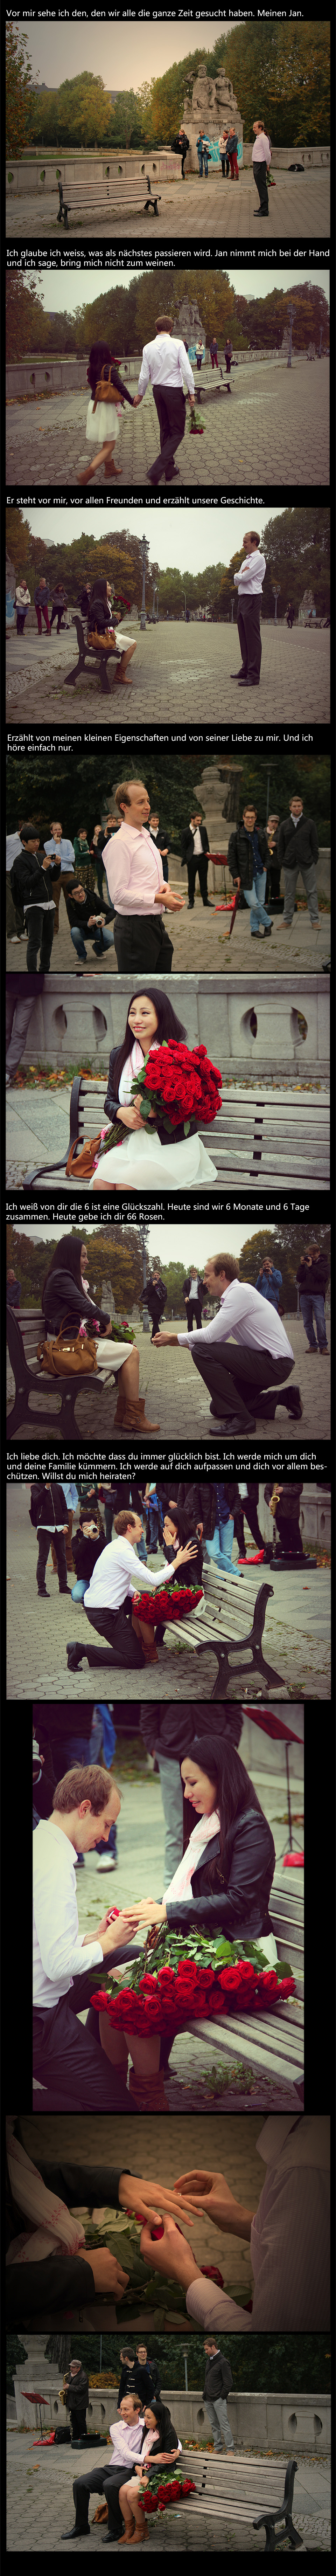 Vor mir sehe ich den, den wir alle die ganze Zeit gesucht haben. Meinen Jan.
Ich glaube ich weiss, was als nächstes passieren wird. Jan nimmt mich bei der Hand
und ich sage, bring mich nicht zum weinen.
Er steht vor mir, vor allen Freunden und erzählt unsere Geschichte.
Erzählt von meinen kleinen Eigenschaften und von seiner Liebe zu mir. Und ich
höre einfach nur.
Ich weiß von dir die 6 ist eine Glückszahl. Heute sind wir 6 Monate und 6 Tage
zusammen. Heute gebe ich dir 66 Rosen.
Ich liebe dich. Ich möchte dass du immer glücklich bist. Ich werde mich um dich
und deine Familie kümmern. Ich werde auf dich aufpassen und dich vor allem bes-
chützen. Willst du mich heiraten?